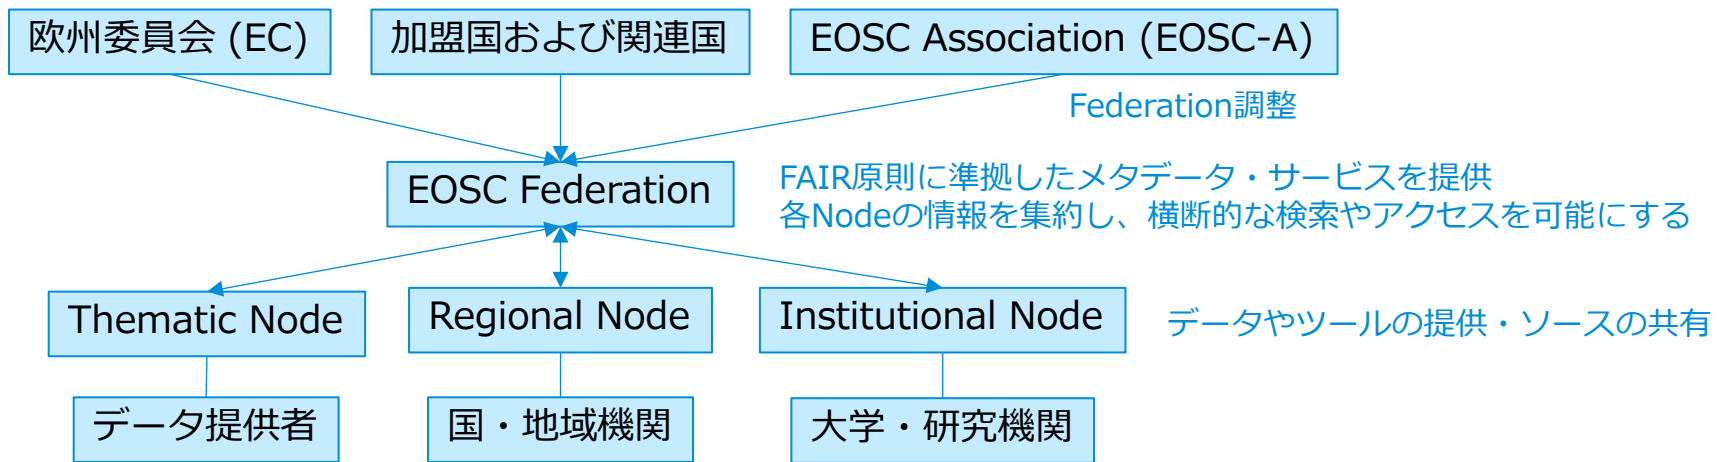 欧州委員会 (EC)
加盟国および関連国
EOSC Association (EOSC-A)
Federation調整
EOSC Federation
FAIR原則に準拠したメタデータ・サービスを提供
各Nodeの情報を集約し、横断的な検索やアクセスを可能にする
Thematic Node
Regional Node
Institutional Node
データやツールの提供・ソースの共有
データ提供者
国・地域機関
大学・研究機関